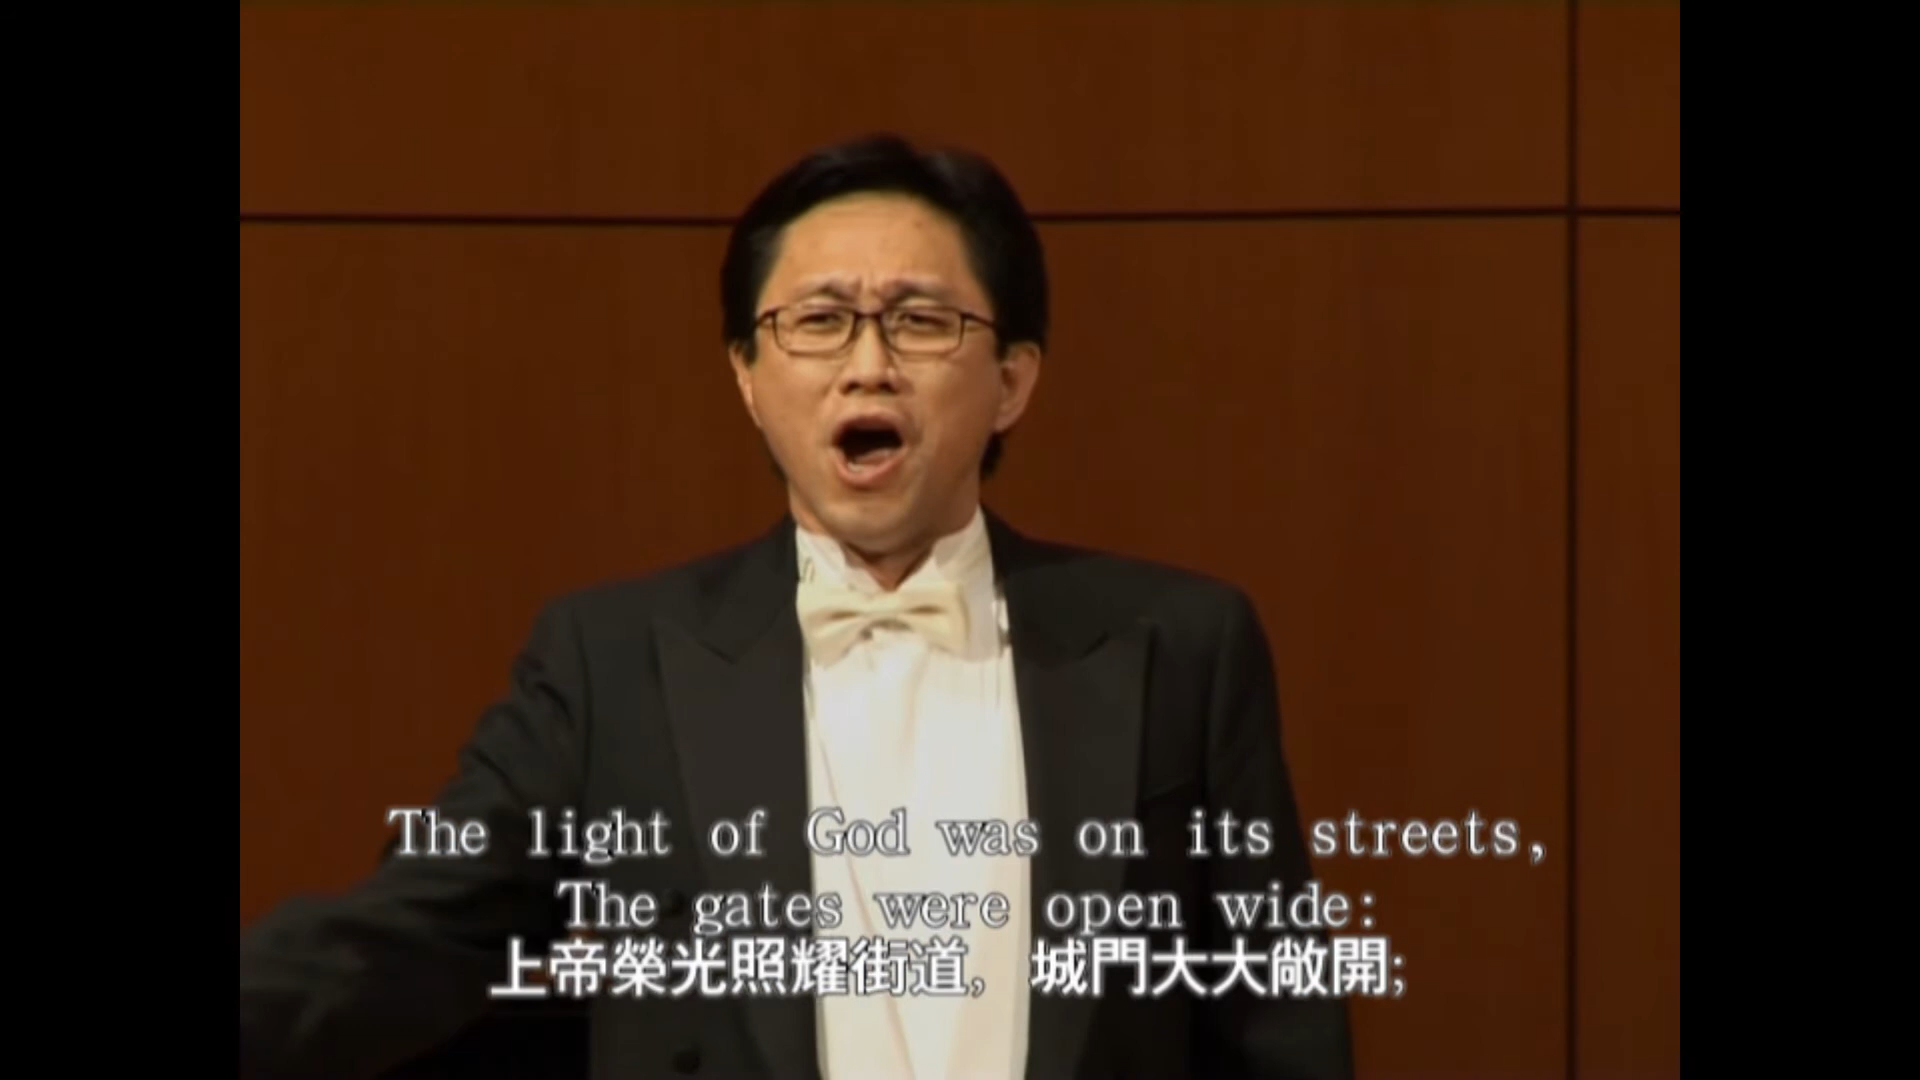 The light of God was on its streets,
The gates were open wide:
上帝榮光照耀街道, 城門大大敞開;